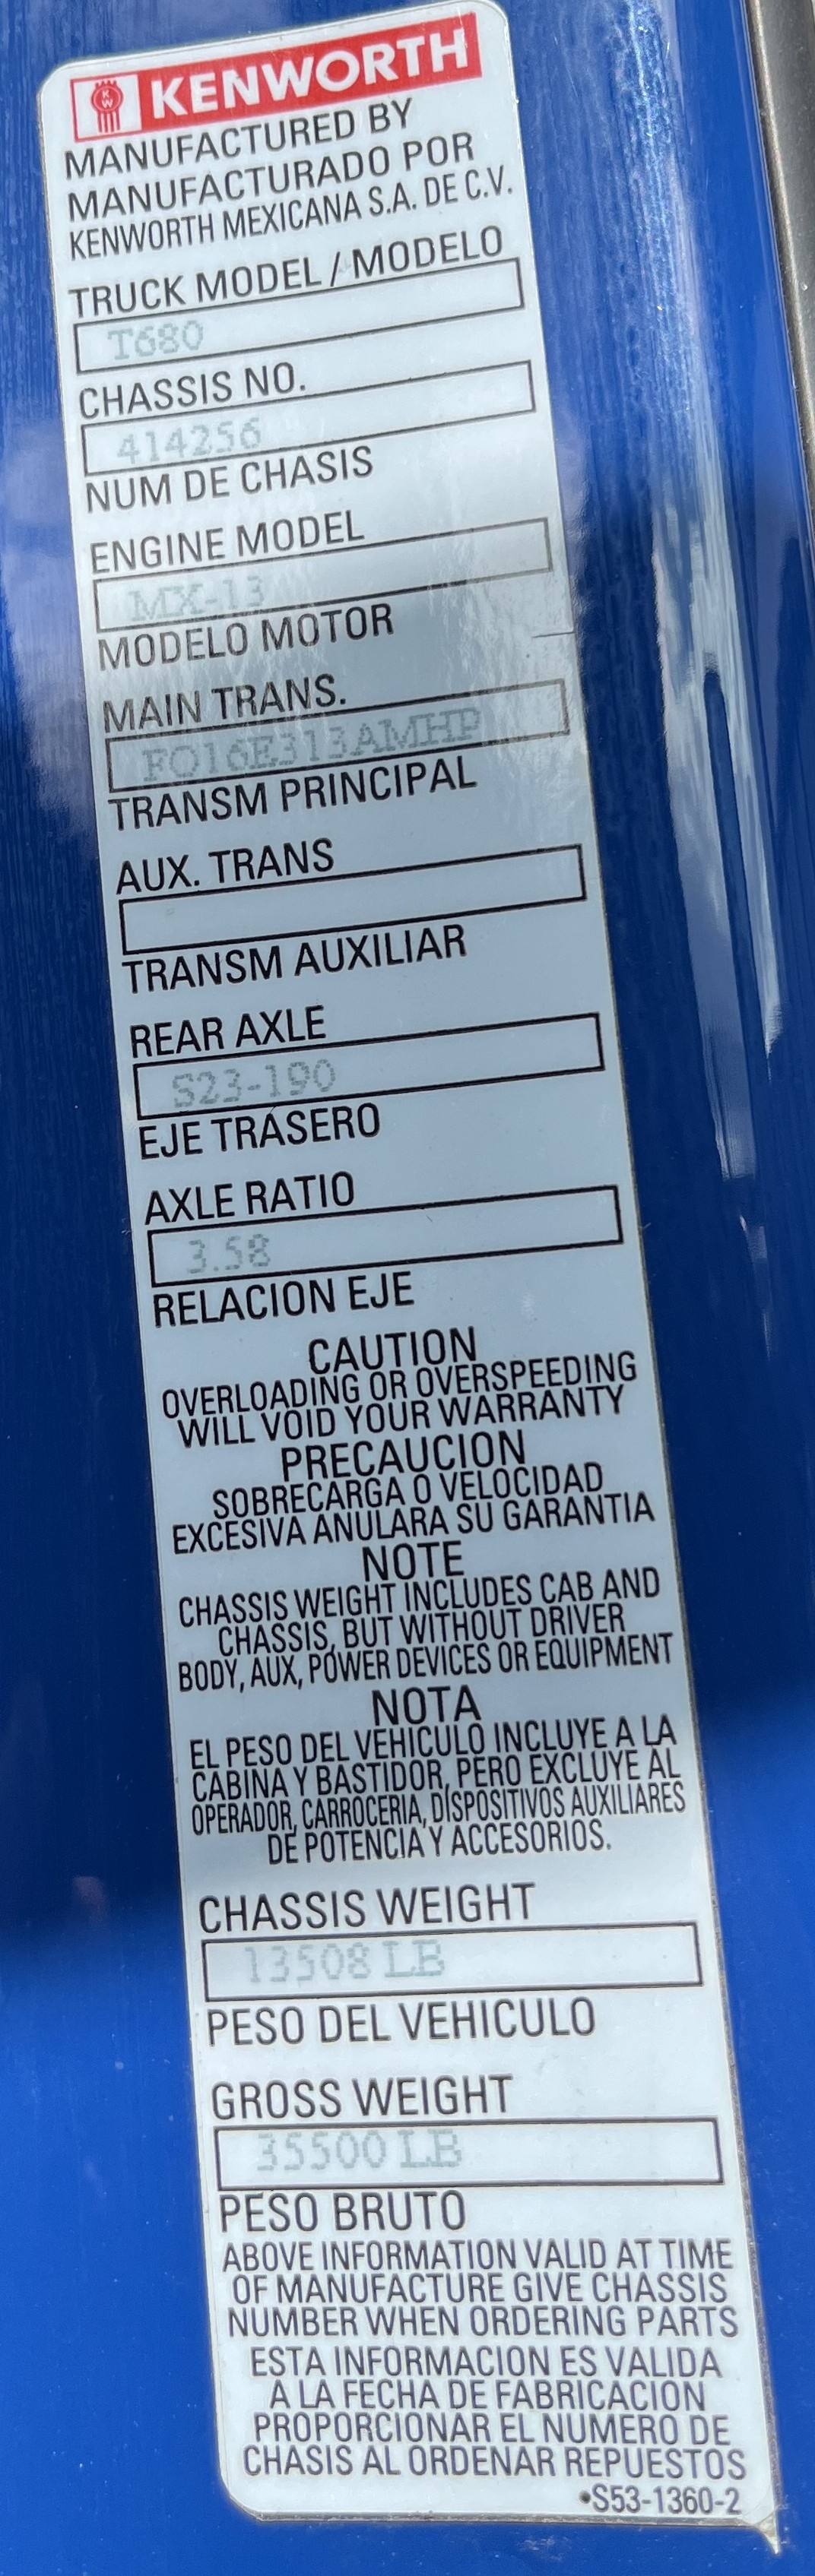 KENWORTH
MANUFACTURED BY
MANUFACTURADO POR
KENWORTH MEXICANA S.A. DE C.V.
TRUCK MODEL / MODELO
T680
CHASSIS NO.
414256
NUM DE CHASIS
ENGINE MODEL
MX-13
MODELO MOTOR
MAIN TRANS.
FO16E313AMHP
TRANSM PRINCIPAL
AUX. TRANS
TRANSM AUXILIAR
REAR AXLE
S23-190
EJE TRASERO
AXLE RATIO
3.58
RELACION EJE
CAUTION
OVERLOADING OR OVERSPEEDING
WILL VOID YOUR WARRANTY
PRECAUCION
SOBRECARGA O VELOCIDAD
EXCESIVA ANULARA SU GARANTIA
NOTE
CHASSIS WEIGHT INCLUDES CAB AND
CHASSIS, BUT WITHOUT DRIVER
BODY, AUX, POWER DEVICES OR EQUIPMENT
NOTA
EL PESO DEL VEHICULO INCLUYE A LA
CABINA Y BASTIDOR, PERO EXCLUYE AL
OPERADOR, CARROCERIA, DISPOSITIVOS AUXILIARES
DE POTENCIA Y ACCESORIOS.
CHASSIS WEIGHT
13508 LB
PESO DEL VEHICULO
GROSS WEIGHT
35500 LB
PESO BRUTO
ABOVE INFORMATION VALID AT TIME
OF MANUFACTURE GIVE CHASSIS
NUMBER WHEN ORDERING PARTS
ESTA INFORMACION ES VALIDA
A LA FECHA DE FABRICACION
PROPORCIONAR EL NUMERO DE
CHASIS AL ORDENAR REPUESTOS
•S53-1360-2